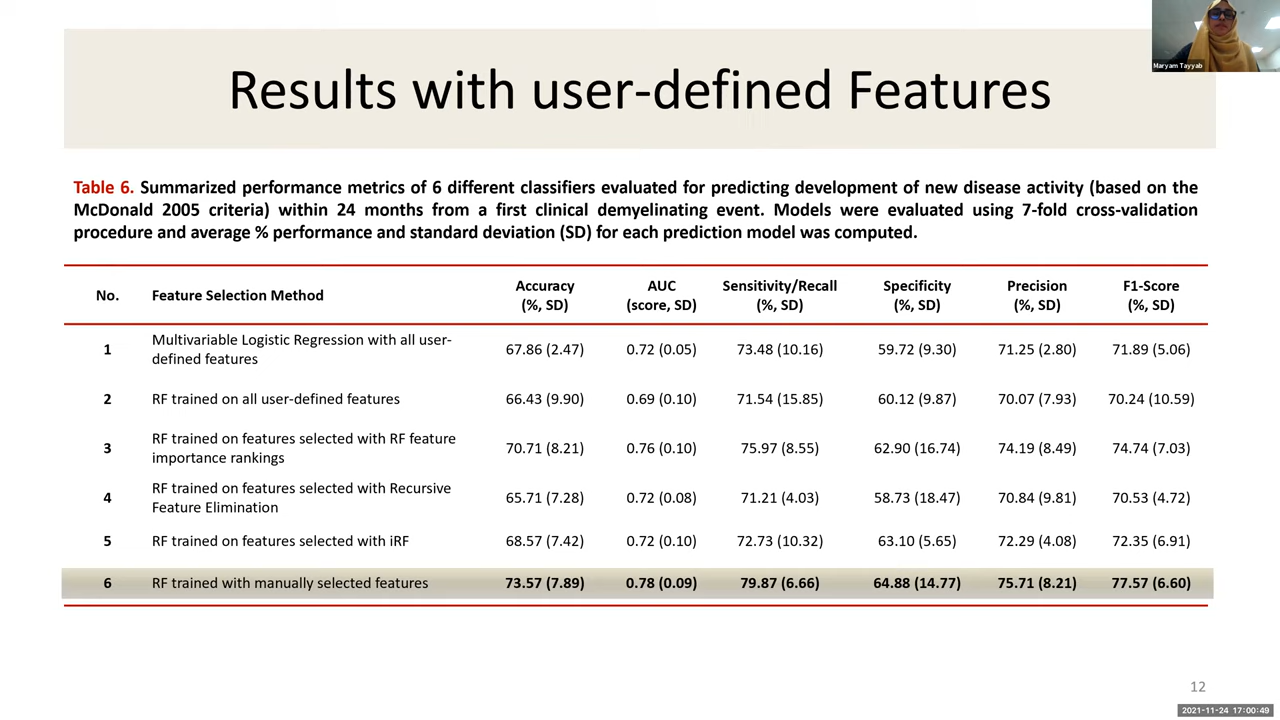 Maryam Tayyab
Results with user-defined Features
Table 6. Summarized performance metrics of 6 different classifiers evaluated for predicting development of new disease activity (based on the
McDonald 2005 criteria) within 24 months from a first clinical demyelinating event. Models were evaluated using 7-fold cross-validation
procedure and average % performance and standard deviation (SD) for each prediction model was computed.
No. Feature Selection Method Accuracy (%, SD) AUC (score, SD) Sensitivity/Recall (%, SD) Specificity (%, SD) Precision (%, SD) F1-Score (%, SD)
1 Multivariable Logistic Regression with all user-defined features 67.86 (2.47) 0.72 (0.05) 73.48 (10.16) 59.72 (9.30) 71.25 (2.80) 71.89 (5.06)
2 RF trained on all user-defined features 66.43 (9.90) 0.69 (0.10) 71.54 (15.85) 60.12 (9.87) 70.07 (7.93) 70.24 (10.59)
3 RF trained on features selected with RF feature importance rankings 70.71 (8.21) 0.76 (0.10) 75.97 (8.55) 62.90 (16.74) 74.19 (8.49) 74.74 (7.03)
4 RF trained on features selected with Recursive Feature Elimination 65.71 (7.28) 0.72 (0.08) 71.21 (4.03) 58.73 (18.47) 70.84 (9.81) 70.53 (4.72)
5 RF trained on features selected with iRF 68.57 (7.42) 0.72 (0.10) 72.73 (10.32) 63.10 (5.65) 72.29 (4.08) 72.35 (6.91)
6 RF trained with manually selected features 73.57 (7.89) 0.78 (0.09) 79.87 (6.66) 64.88 (14.77) 75.71 (8.21) 77.57 (6.60)
12
2021-11-24 17:00:49